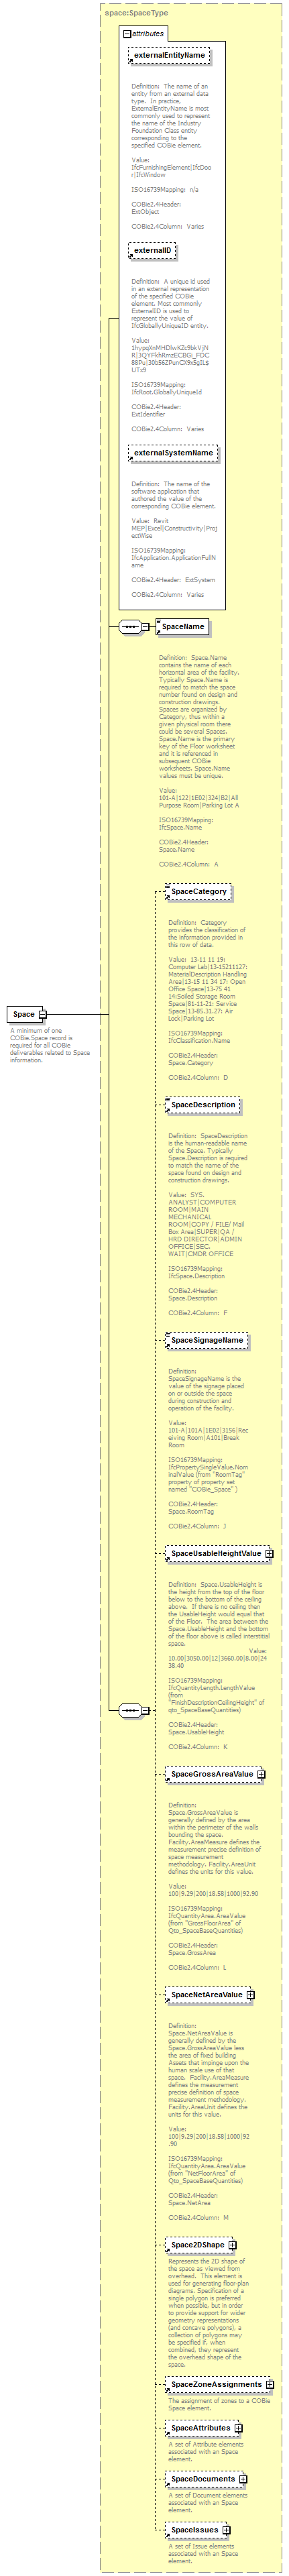 space:SpaceType
attributes
externalEntityName
Definition: The name of an
entity from an external data
type. In practice,
ExternalEntityName is most
commonly used to represent
the name of the Industry
Foundation Class entity
corresponding to the
specified COBie element.
Value:
IfcFurnishingElement|IfcDoo
r|IfcWindow
ISO16739Mapping: n/a
COBie2.4Header:
ExtObject
COBie2.4Column: Varies
externalID
Definition: A unique id used
in an external representation
of the specified COBie
element. Most commonly
ExternalID is used to
represent the value of
IfcGloballyUniqueID entity.
Value:
ISO16739Mapping:
IfcRoot.GloballyUniqueId
COBie2.4Header:
ExtIdentifier
COBie2.4Column: Varies
externalSystemName
Definition: The name of the
software application that
authored the value of the
corresponding COBie element.
Value: Revit
MEP|Excel|Constructivity|Proj
ectWise
ISO16739Mapping:
IfcApplication.ApplicationFullN
ame
COBie2.4Header: ExtSystem
COBie2.4Column: Varies
SpaceName
Definition: Space.Name
contains the name of each
horizontal area of the facility.
Typically Space.Name is
required to match the space
number found on design and
construction drawings.
Spaces are organized by
Category, thus within a
given physical room there
could be several Spaces.
Space.Name is the primary
key of the Floor worksheet
and it is referenced in
subsequent COBie
worksheets. Space.Name
values must be unique.
Value:
101-A|122|1E02|324|B2|All
Purpose Room|Parking Lot A
ISO16739Mapping:
IfcSpace.Name
COBie2.4Header:
Space.Name
COBie2.4Column: A
SpaceCategory
Definition: Category
provides the classification of
the information provided in
this row of data.
Value: 13-11 11 19:
Computer Lab|13-15211127:
MaterialDescription Handling
Area|13-15 11 34 17: Open
Office Space|13-75 41
14:Soiled Storage Room
Space|81-11-21: Service
Space|13-85.31.27: Air
Lock|Parking Lot
ISO16739Mapping:
IfcClassification.Name
COBie2.4Header:
Space.Category
COBie2.4Column: D
Space
A minimum of one
COBie.Space record is
required for all COBie
deliverables related to Space
information.
SpaceDescription
Definition: SpaceDescription
is the human-readable name
of the Space. Typically
Space.Description is required
to match the name of the
space found on design and
construction drawings.
Value: SYS.
ANALYST|COMPUTER
ROOM|MAIN
MECHANICAL
ROOM|COPY / FILE/ Mail
Box Area|SUPER|QA /
HRD DIRECTOR|ADMIN
OFFICE|SEC.
WAIT|CMDR OFFICE
ISO16739Mapping:
IfcSpace.Description
COBie2.4Header:
Space.Description
COBie2.4Column: F
SpaceSignageName
Definition:
SpaceSignageName is the
value of the signage placed
on or outside the space
during construction and
operation of the facility.
Value:
101-A|101A|1E02|3156|Rec
eiving Room|A101|Break
Room
ISO16739Mapping:
IfcPropertySingleValue.Nom
inalValue (from "RoomTag"
property of property set
named "COBie_Space" )
COBie2.4Header:
Space.RoomTag
COBie2.4Column: J
SpaceUsableHeightValue
Definition: Space.UsableHeight is
the height from the top of the floor
below to the bottom of the ceiling
above. If there is no ceiling then
the UsableHeight would equal that
of the Floor. The area between the
Space.UsableHeight and the bottom
of the floor above is called interstitial
space.
Value:
10.00|3050.00|12|3660.00|8.00|24
38.40
ISO16739Mapping:
IfcQuantityLength.LengthValue
(from
"FinishDescriptionCeilingHeight" of
qto_SpaceBaseQuantities)
COBie2.4Header:
Space.UsableHeight
COBie2.4Column: K
SpaceGrossAreaValue
Definition:
Space.GrossAreaValue is
generally defined by the area
within the perimeter of the walls
bounding the space.
Facility.AreaMeasure defines the
measurement precise definition of
space measurement
methodology. Facility.AreaUnit
defines the units for this value.
Value:
100|9.29|200|18.58|1000|92.90
ISO16739Mapping:
IfcQuantityArea.AreaValue
(from "GrossFloorArea" of
Qto_SpaceBaseQuantities)
COBie2.4Header:
Space.GrossArea
COBie2.4Column: L
SpaceNetAreaValue
Definition:
Space.NetAreaValue is
generally defined by the
Space.GrossAreaValue less
the area of fixed building
Assets that impinge upon the
human scale use of that
space. Facility.AreaMeasure
defines the measurement
precise definition of space
measurement methodology.
Facility.AreaUnit defines the
units for this value.
Value:
100|9.29|200|18.58|1000|92
.90
ISO16739Mapping:
IfcQuantityArea.AreaValue
(from "NetFloorArea" of
Qto_SpaceBaseQuantities)
COBie2.4Header:
Space.NetArea
COBie2.4Column: M
Space2DShape
Represents the 2D shape of
the space as viewed from
overhead. This element is
used for generating floor-plan
diagrams. Specification of a
single polygon is preferred
when possible, but in order
to provide support for wider
geometry representations
(and concave polygons), a
collection of polygons may
be specified if, when
combined, they represent
the overhead shape of the
space.
SpaceZoneAssignments
The assignment of zones to a COBie
Space element.
SpaceAttributes
A set of Attribute elements
associated with an Space
element.
SpaceDocuments
A set of Document elements
associated with an Space
element.
SpaceIssues
A set of Issue elements
associated with an Space
element.